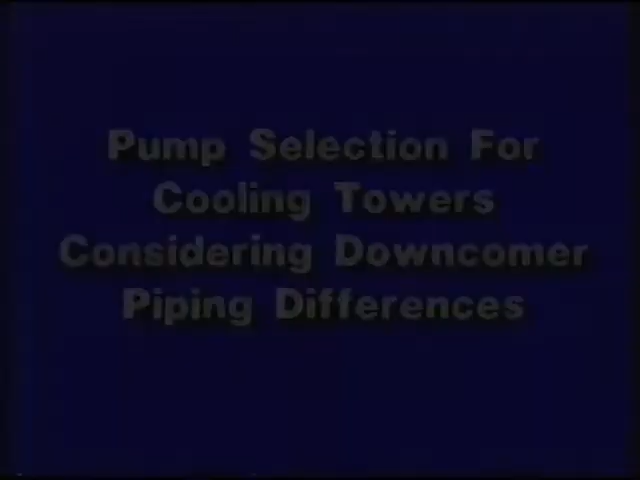 Pump Selection For
Cooling Towers
Considering Downcomer
Piping Differences